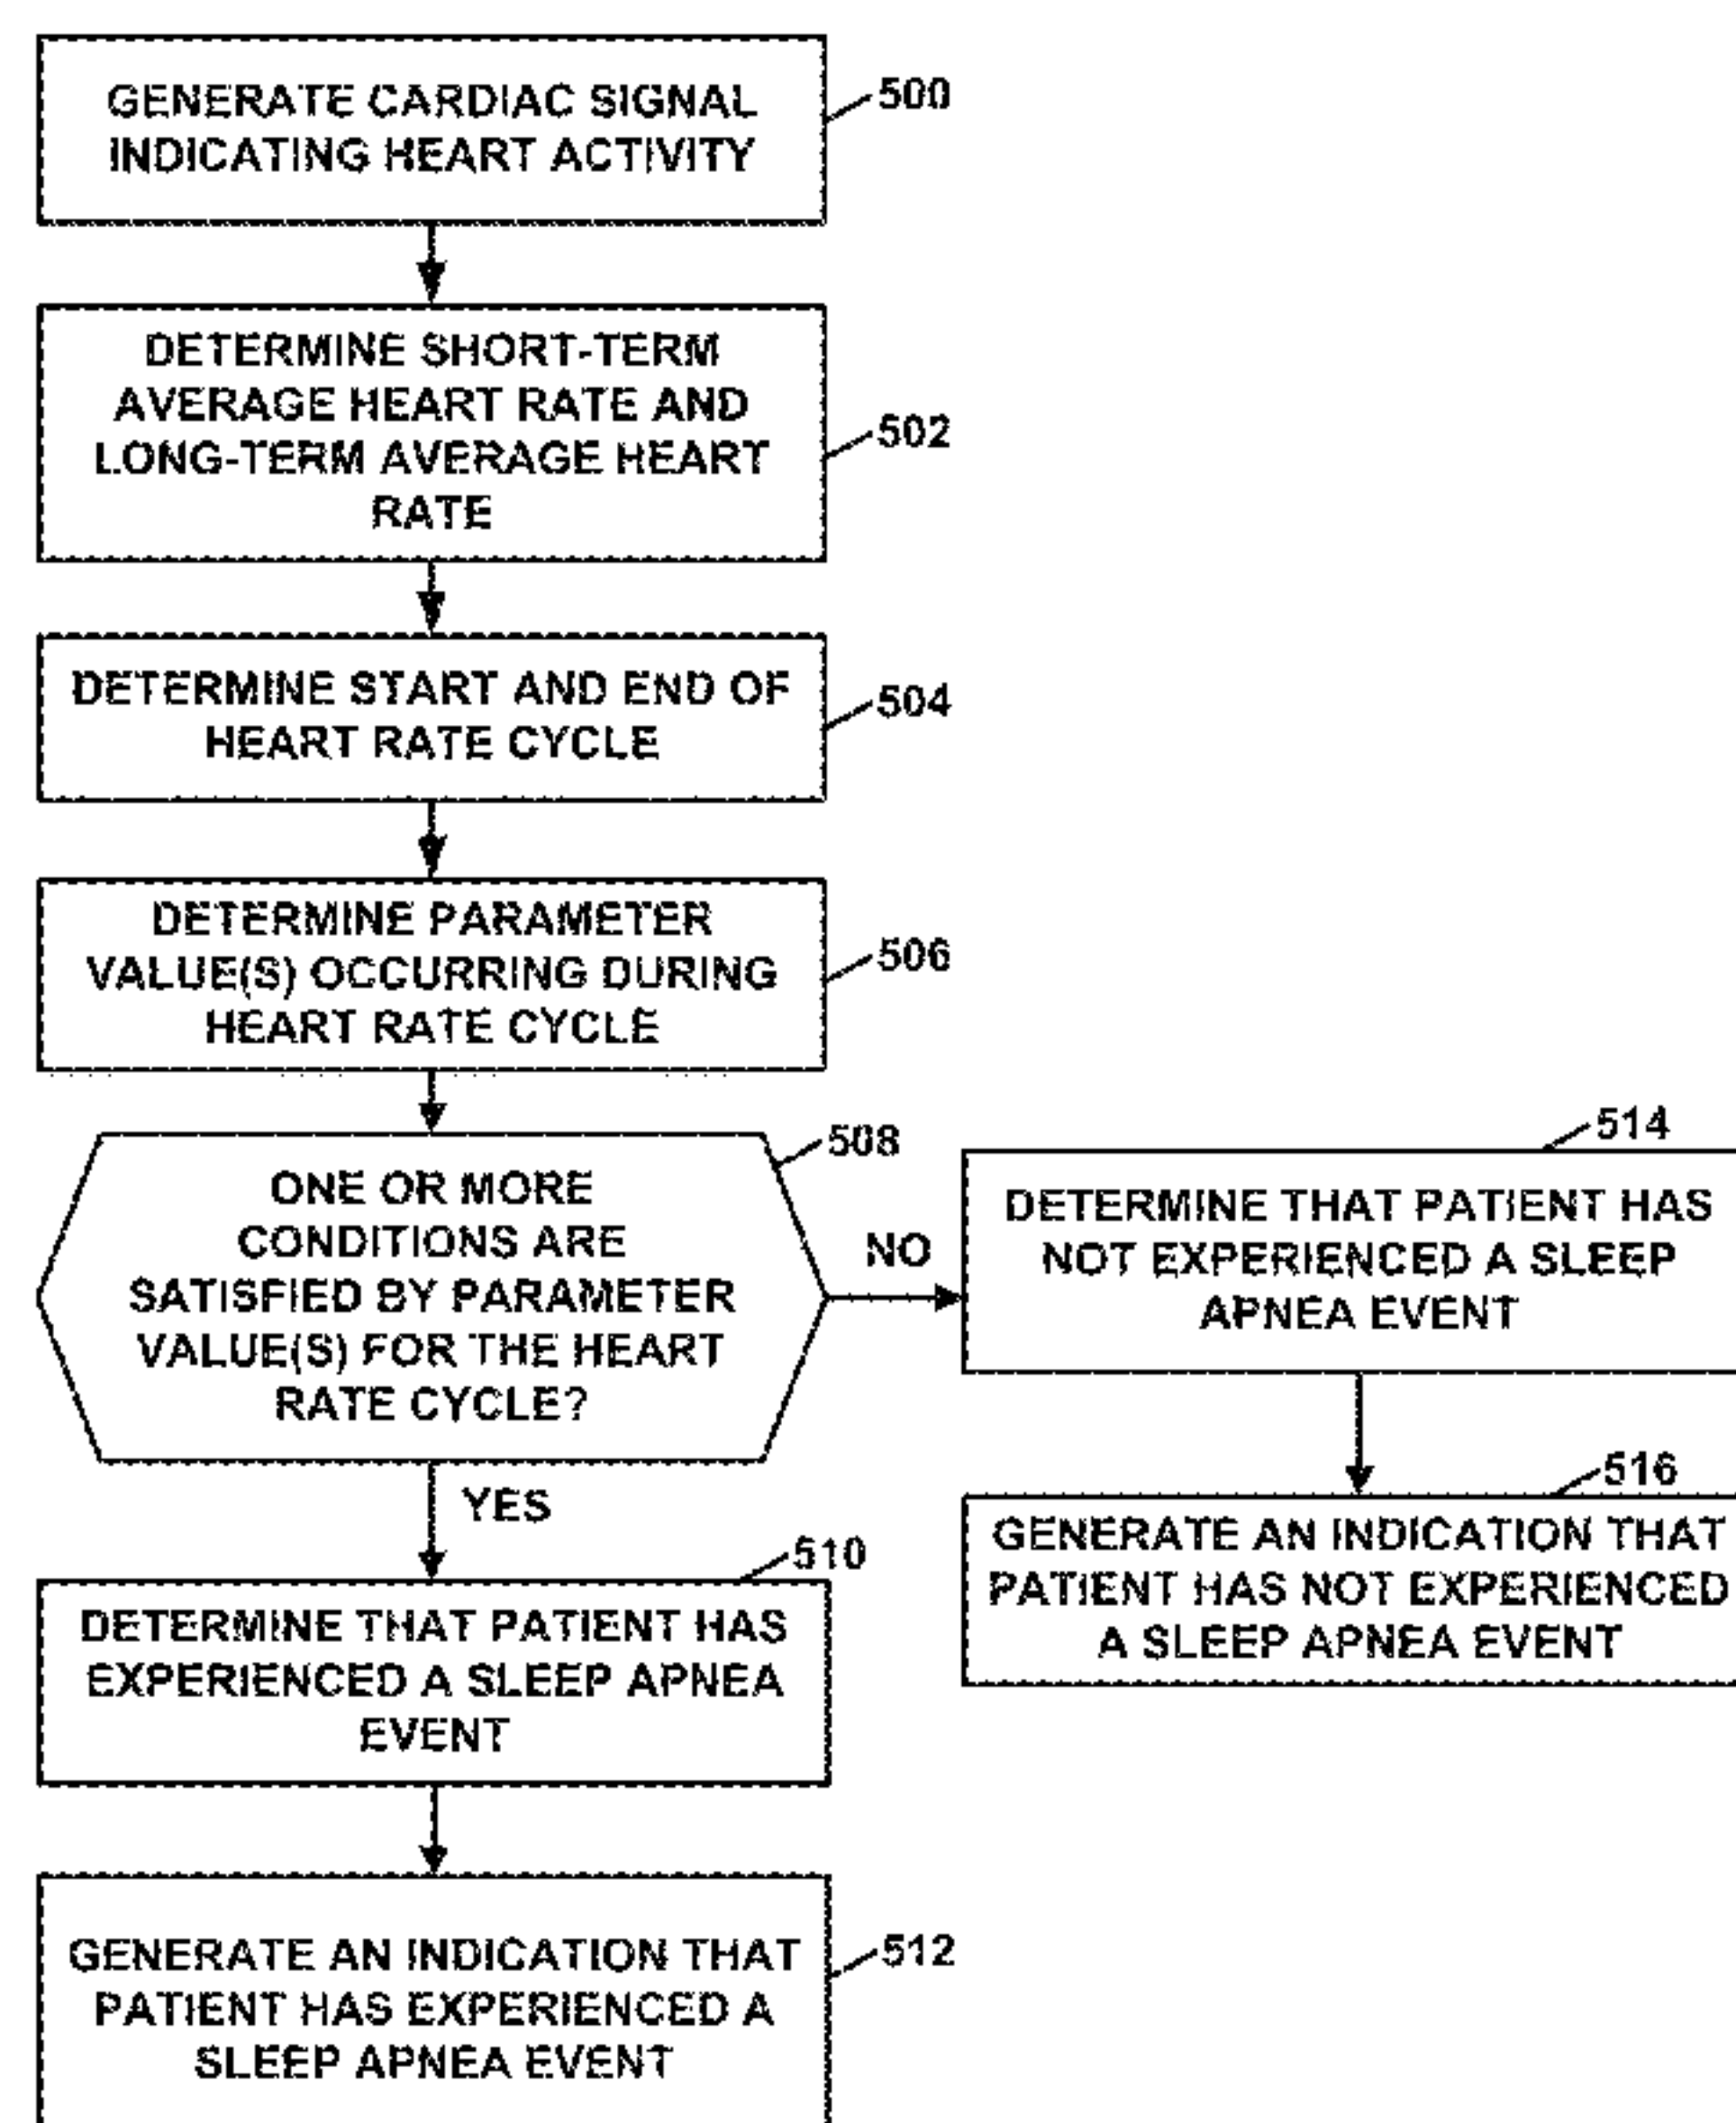 GENERATE CARDIAC SIGNAL
INDICATING HEART ACTIVITY
500
DETERMINE SHORT-TERM
AVERAGE HEART RATE AND
LONG-TERM AVERAGE HEART
RATE
502
DETERMINE START AND END OF
HEART RATE CYCLE
504
DETERMINE PARAMETER
VALUE(S) OCCURRING DURING
HEART RATE CYCLE
506
ONE OR MORE
CONDITIONS ARE
SATISFIED BY PARAMETER
VALUE(S) FOR THE HEART
RATE CYCLE?
508
NO
514
DETERMINE THAT PATIENT HAS
NOT EXPERIENCED A SLEEP
APNEA EVENT
516
GENERATE AN INDICATION THAT
PATIENT HAS NOT EXPERIENCED
A SLEEP APNEA EVENT
YES
510
DETERMINE THAT PATIENT HAS
EXPERIENCED A SLEEP APNEA
EVENT
GENERATE AN INDICATION THAT
PATIENT HAS EXPERIENCED A
SLEEP APNEA EVENT
512